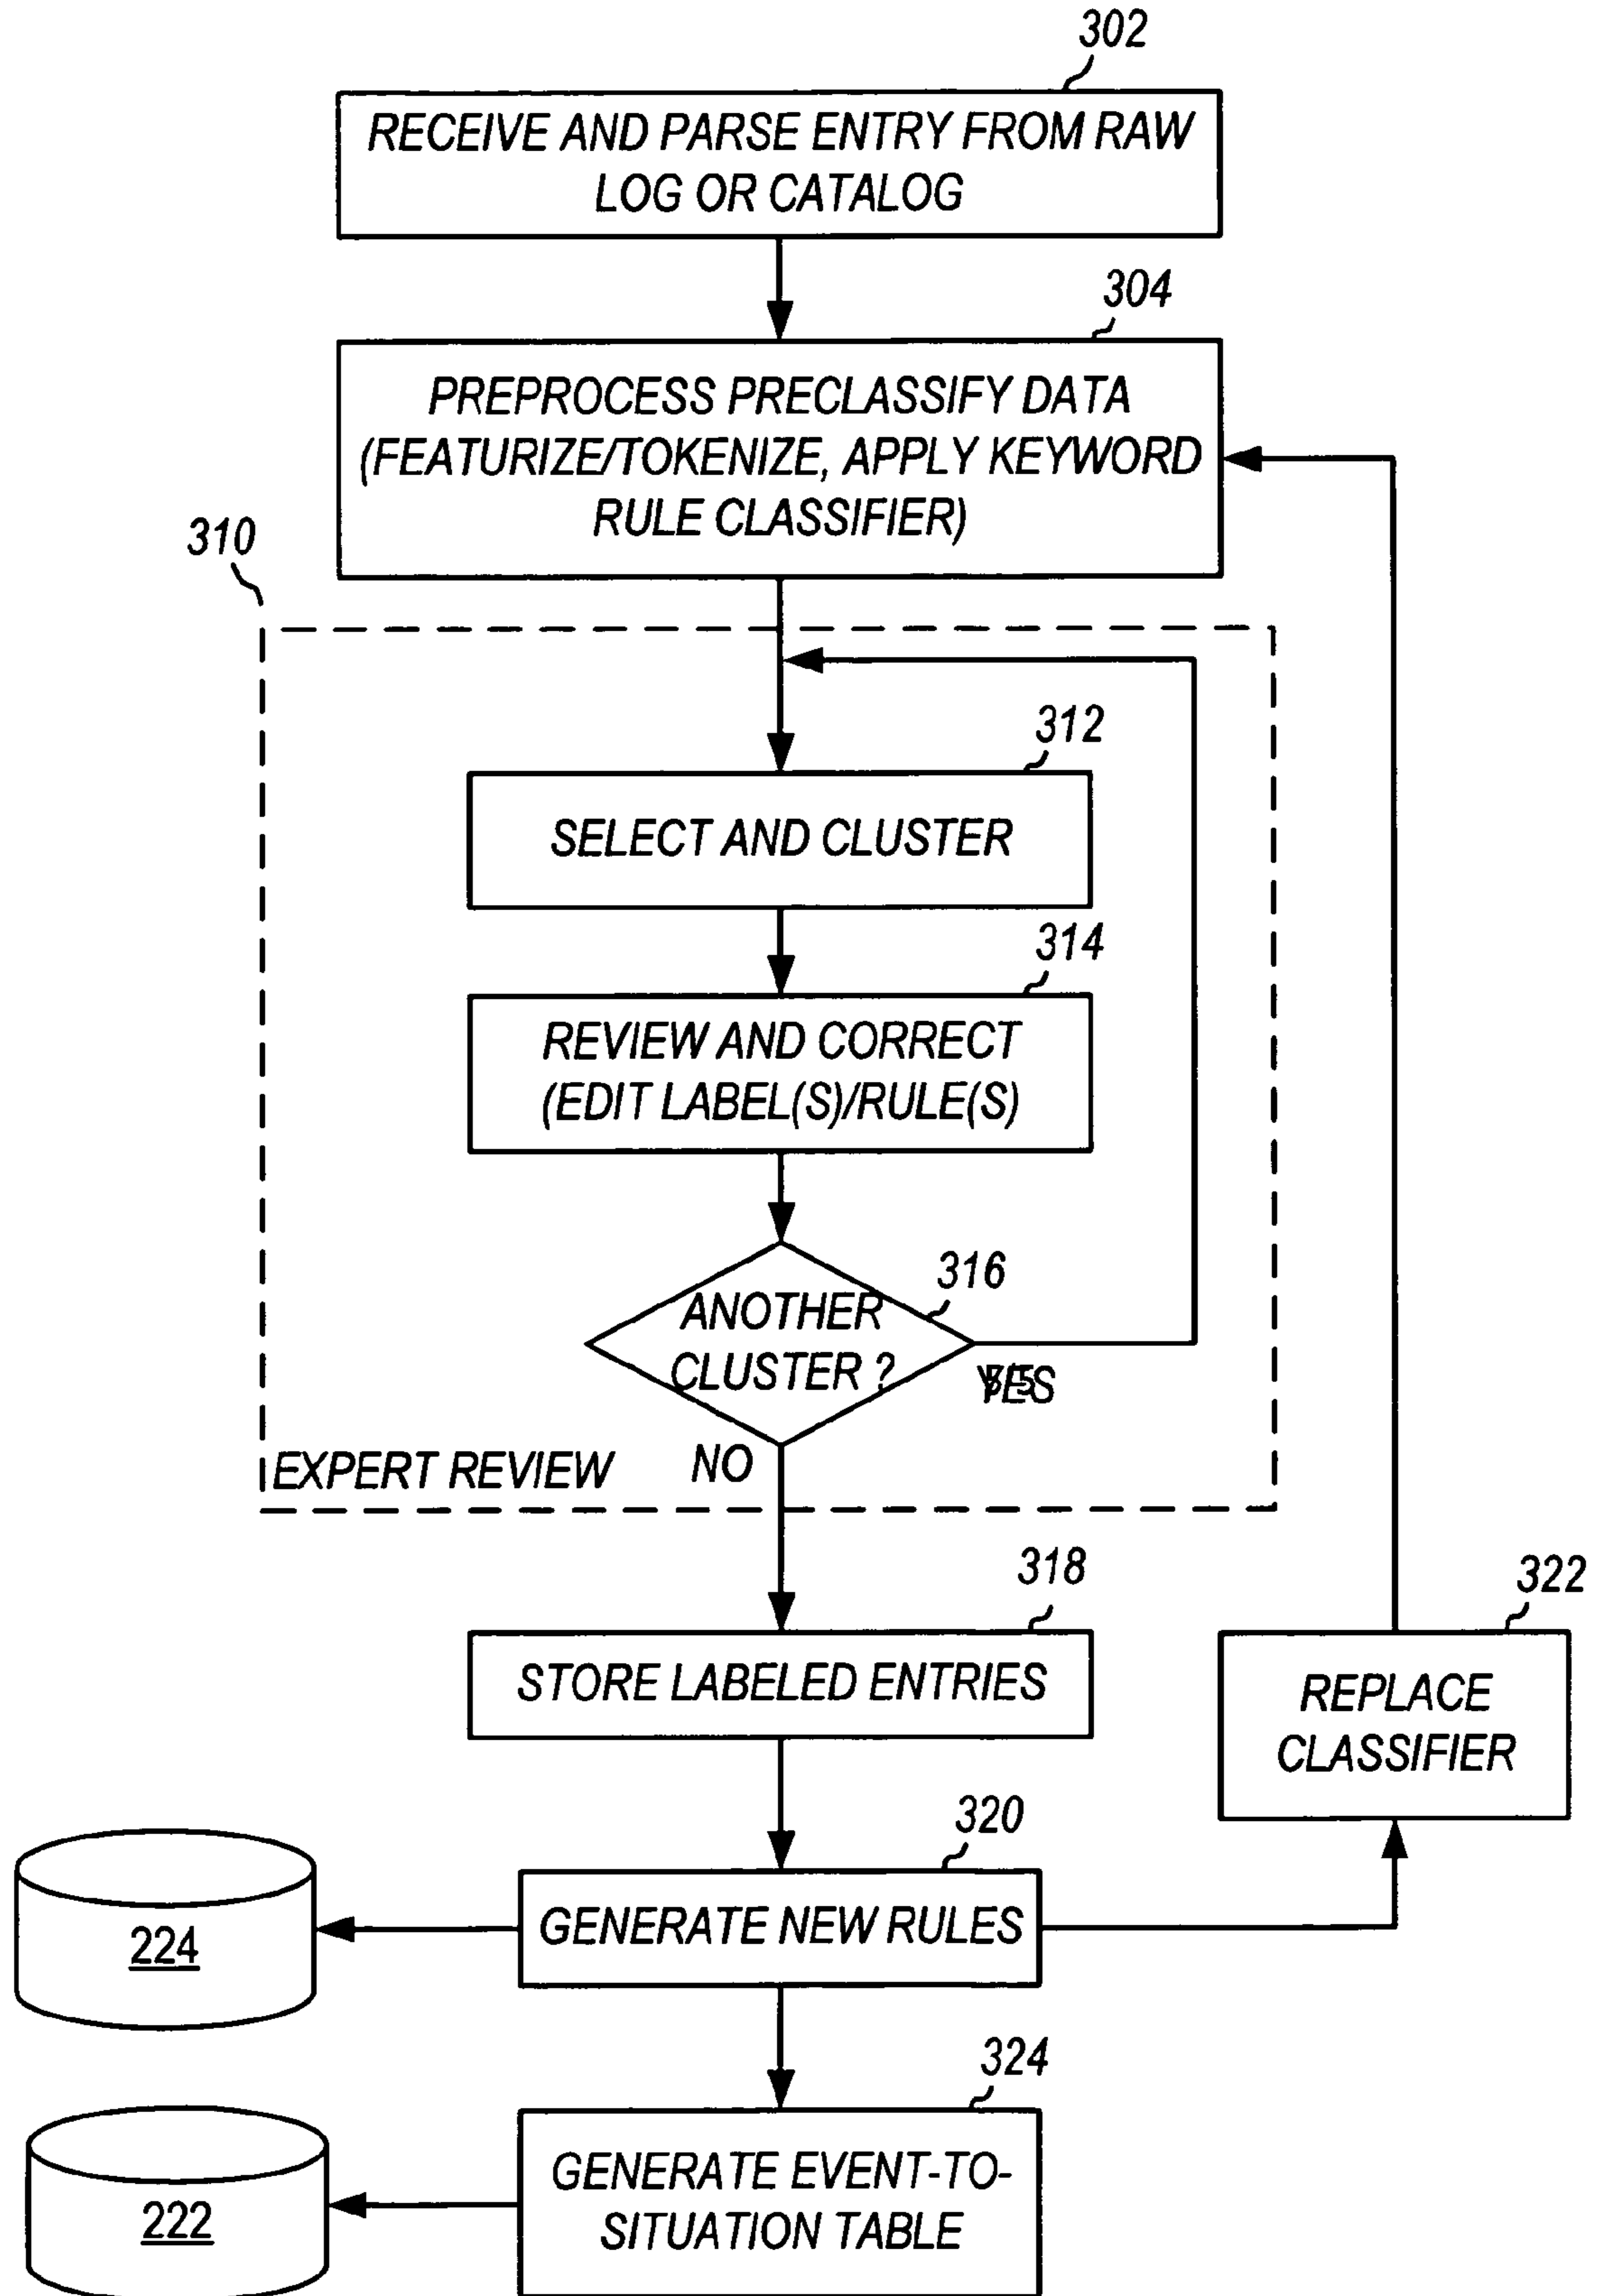 302
RECEIVE AND PARSE ENTRY FROM RAW
LOG OR CATALOG
304
PREPROCESS PRECLASSIFY DATA
(FEATURIZE/TOKENIZE, APPLY KEYWORD
RULE CLASSIFIER)
310
312
SELECT AND CLUSTER
314
REVIEW AND CORRECT
(EDIT LABEL(S)/RULE(S)
316
ANOTHER
CLUSTER ?
YES
EXPERT REVIEW
NO
318
STORE LABELED ENTRIES
322
REPLACE
CLASSIFIER
320
GENERATE NEW RULES
224
324
GENERATE EVENT-TO-
SITUATION TABLE
222